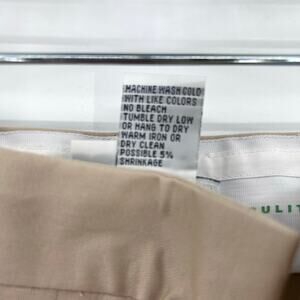 MACHINE WASH COLD
WITH LIKE COLORS
NO BLEACH
TUMBLE DRY LOW
OR HANG TO DRY
WARM IRON OR
DRY CLEAN
POSSIBLE 5%
SHRINKAGE
ULIT